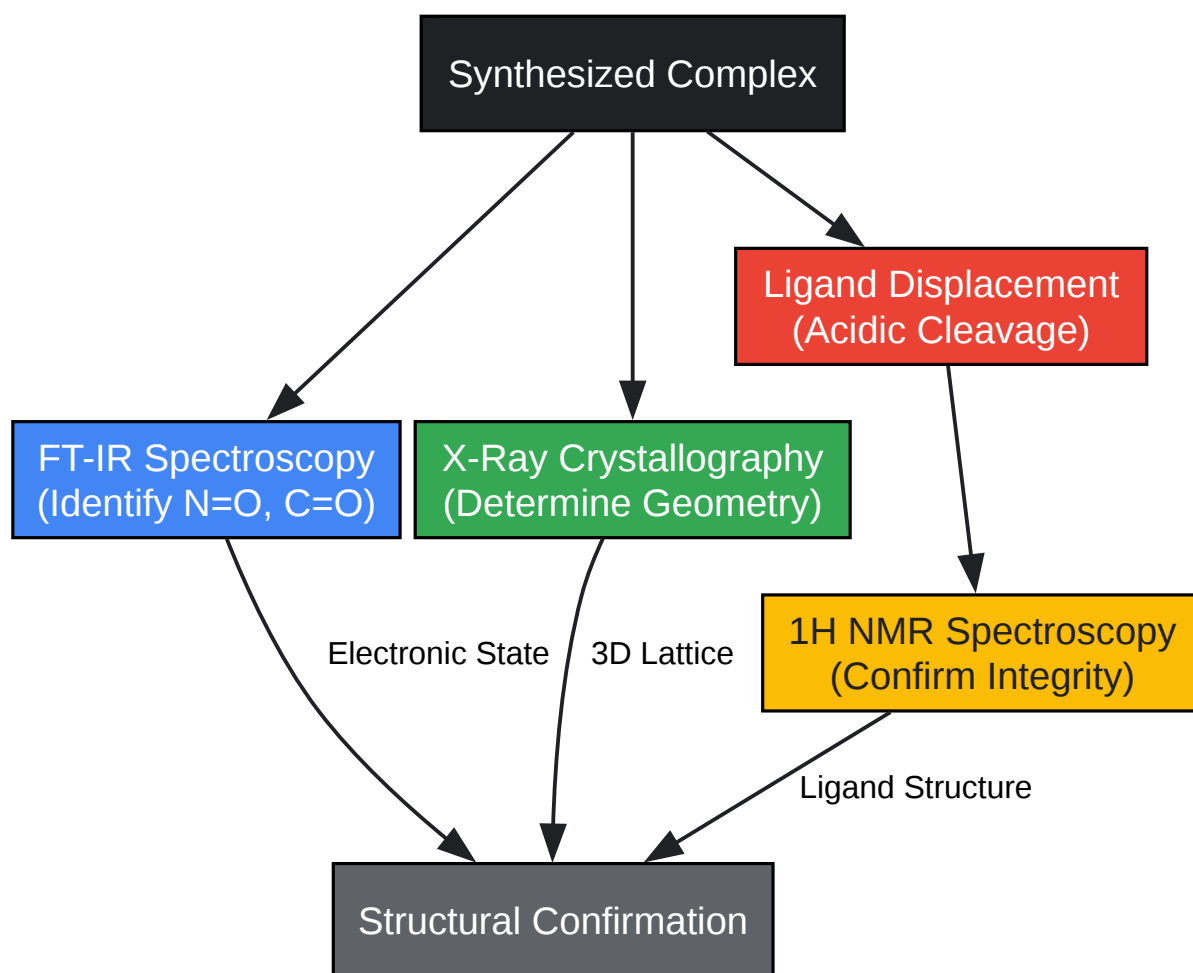 Synthesized Complex
Ligand Displacement
(Acidic Cleavage)
FT-IR Spectroscopy
(Identify N=O, C=O)
X-Ray Crystallography
(Determine Geometry)
1H NMR Spectroscopy
(Confirm Integrity)
Electronic State
3D Lattice
Ligand Structure
Structural Confirmation